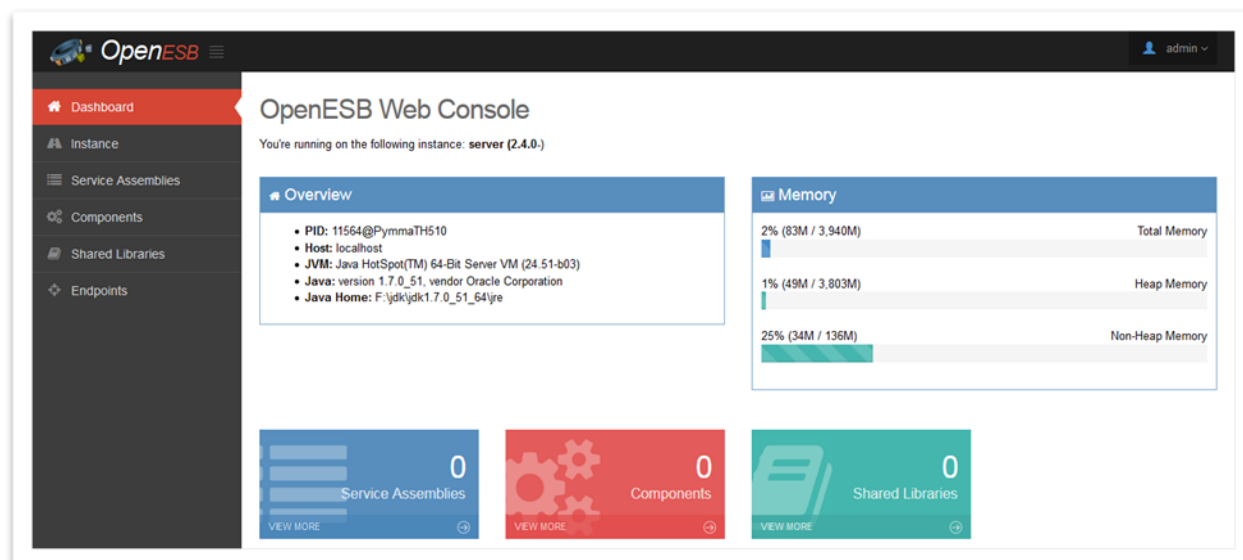 OpenESB
admin
Dashboard
Instance
Service Assemblies
Components
Shared Libraries
Endpoints
OpenESB Web Console
You're running on the following instance: server (2.4.0-)
Overview
PID: 11564@PymmaTH510
Host: localhost
JVM: Java HotSpot(TM) 64-Bit Server VM (24.51-b03)
Java: version 1.7.0_51, vendor Oracle Corporation
Java Home: F:\jdk\jdk1.7.0_51_64\jre
Memory
2% (83M / 3,940M) Total Memory
1% (49M / 3,803M) Heap Memory
25% (34M / 136M) Non-Heap Memory
0
Service Assemblies
VIEW MORE
0
Components
VIEW MORE
0
Shared Libraries
VIEW MORE